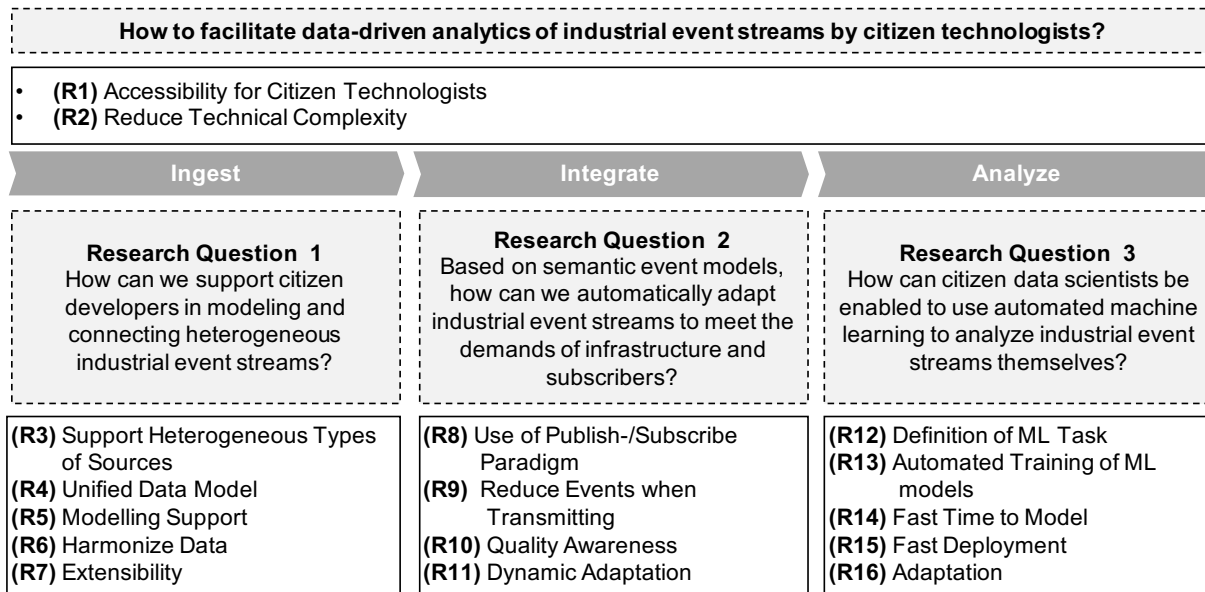 How to facilitate data-driven analytics of industrial event streams by citizen technologists?
• (R1) Accessibility for Citizen Technologists
• (R2) Reduce Technical Complexity
Ingest
Integrate
Analyze
Research Question 1
How can we support citizen
developers in modeling and
connecting heterogeneous
industrial event streams?
Research Question 2
Based on semantic event models,
how can we automatically adapt
industrial event streams to meet the
demands of infrastructure and
subscribers?
Research Question 3
How can citizen data scientists be
enabled to use automated machine
learning to analyze industrial event
streams themselves?
(R3) Support Heterogeneous Types
of Sources
(R4) Unified Data Model
(R5) Modelling Support
(R6) Harmonize Data
(R7) Extensibility
(R8) Use of Publish-/Subscribe
Paradigm
(R9) Reduce Events when
Transmitting
(R10) Quality Awareness
(R11) Dynamic Adaptation
(R12) Definition of ML Task
(R13) Automated Training of ML
models
(R14) Fast Time to Model
(R15) Fast Deployment
(R16) Adaptation